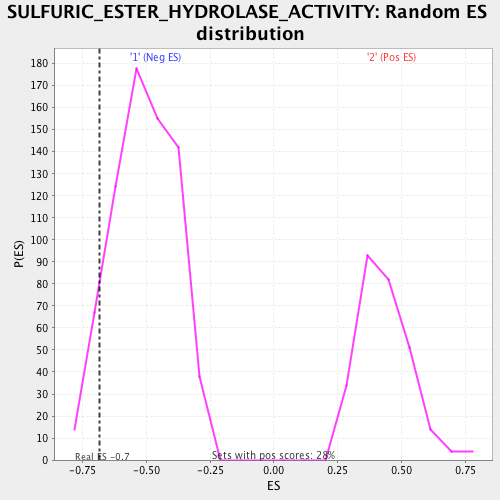 SULFURIC_ESTER_HYDROLASE_ACTIVITY: Random ES
distribution
'1' (Neg ES)
'2' (Pos ES)
180
170
160
150
140
130
120
110
100
90
80
70
60
50
40
30
20
10
0
P(ES)
Real ES -0.7
Sets with pos scores: 28%
-0.75 -0.50 -0.25 0.00 0.25 0.50 0.75
ES